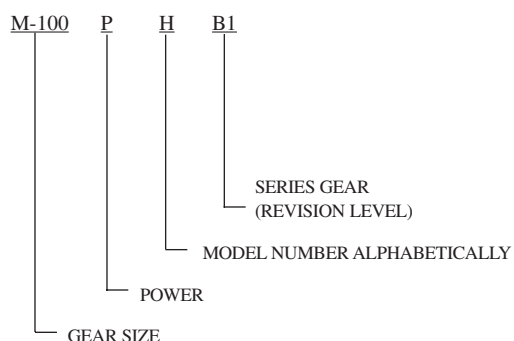 M-100 P H B1
SERIES GEAR
(REVISION LEVEL)
MODEL NUMBER ALPHABETICALLY
POWER
GEAR SIZE